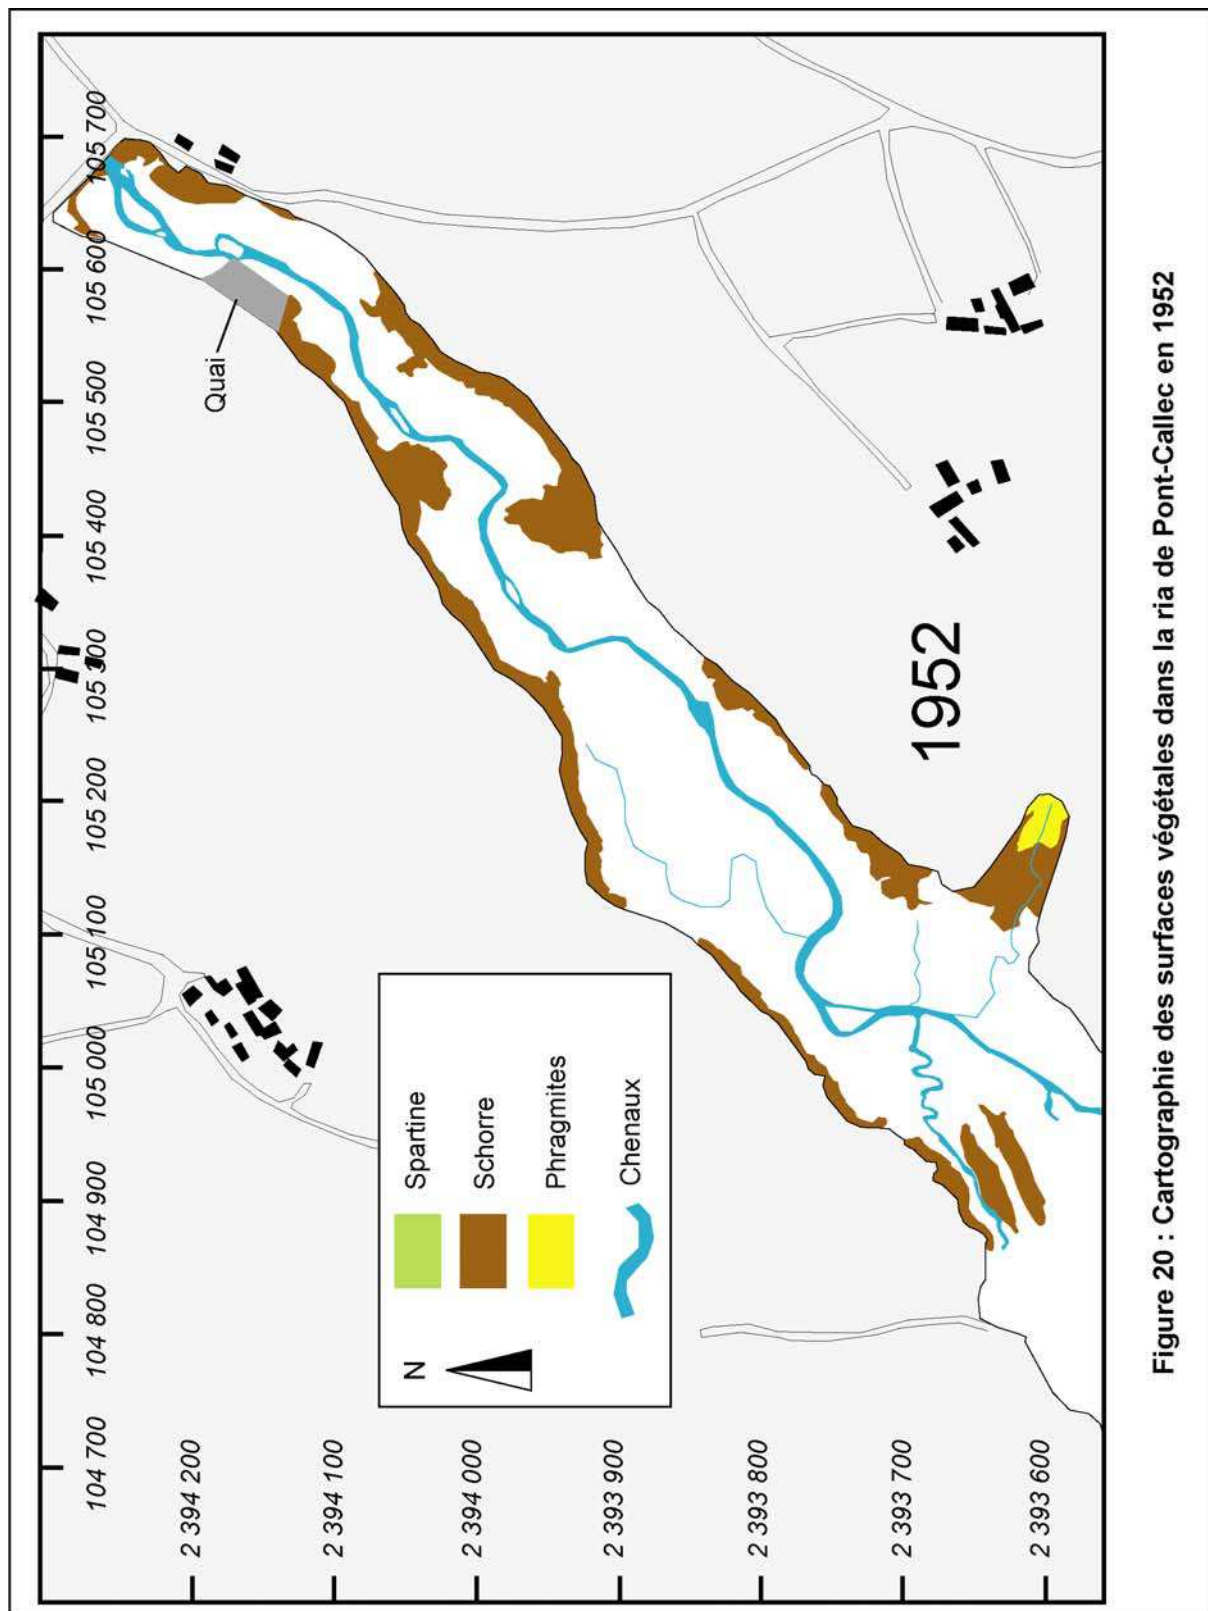 105 700
105 600
105 500
105 400
105 300
105 200
105 100
105 000
104 900
104 800
104 700
2 394 200
2 394 100
2 394 000
2 393 900
2 393 800
2 393 700
2 393 600
Quai
1952
N
Spartine
Schorre
Phragmites
Chenaux
Figure 20 : Cartographie des surfaces végétales dans la ria de Pont-Callec en 1952